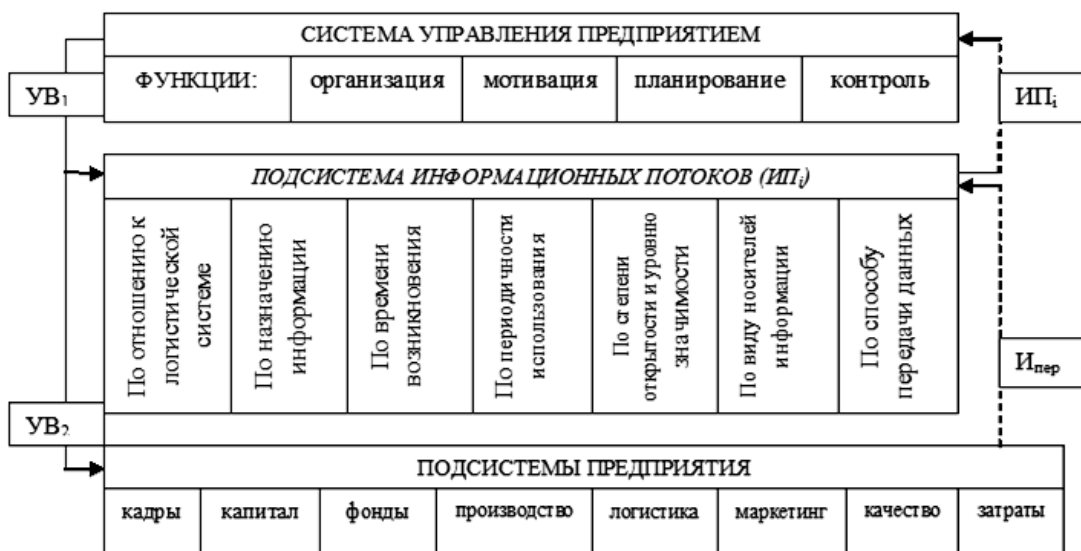 СИСТЕМА УПРАВЛЕНИЯ ПРЕДПРИЯТИЕМ
ФУНКЦИИ:
организация
мотивация
планирование
контроль
УВ₁
ИПᵢ
ПОДСИСТЕМА ИНФОРМАЦИОННЫХ ПОТОКОВ (ИПᵢ)
По отношению к
логистической
системе
По назначению
информации
По времени
возникновения
По периодичности
использования
По степени
открытости и уровню
значимости
По виду носителей
информации
По способу
передачи данных
УВ₂
Ипер
ПОДСИСТЕМЫ ПРЕДПРИЯТИЯ
кадры
капитал
фонды
производство
логистика
маркетинг
качество
затраты